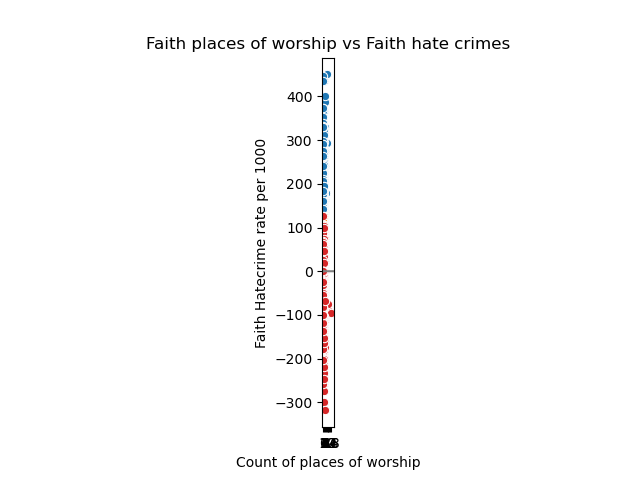 Faith places of worship vs Faith hate crimes
400
300
200
100
0
−100
−200
−300
Faith Hatecrime rate per 1000
Count of places of worship